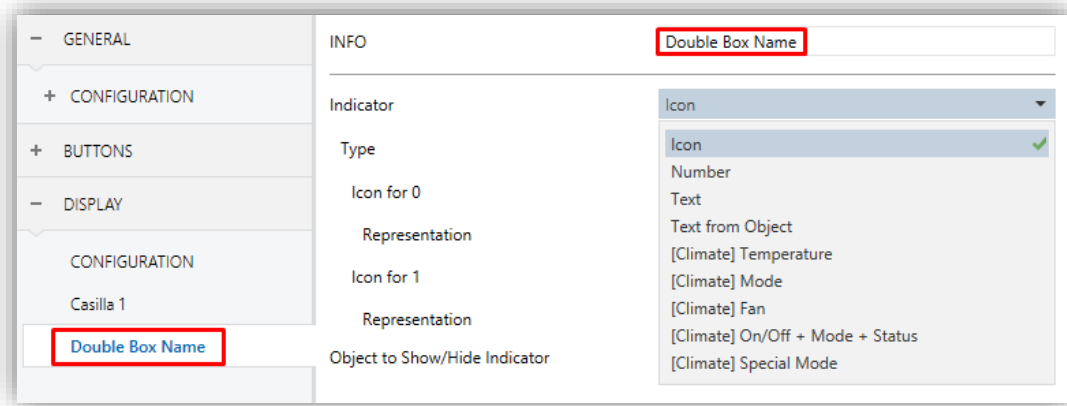 GENERAL
CONFIGURATION
BUTTONS
DISPLAY
CONFIGURATION
Casilla 1
Double Box Name
INFO
Double Box Name
Indicator
Icon
Type
Icon for 0
Representation
Icon for 1
Representation
Object to Show/Hide Indicator
Icon
Number
Text
Text from Object
[Climate] Temperature
[Climate] Mode
[Climate] Fan
[Climate] On/Off + Mode + Status
[Climate] Special Mode